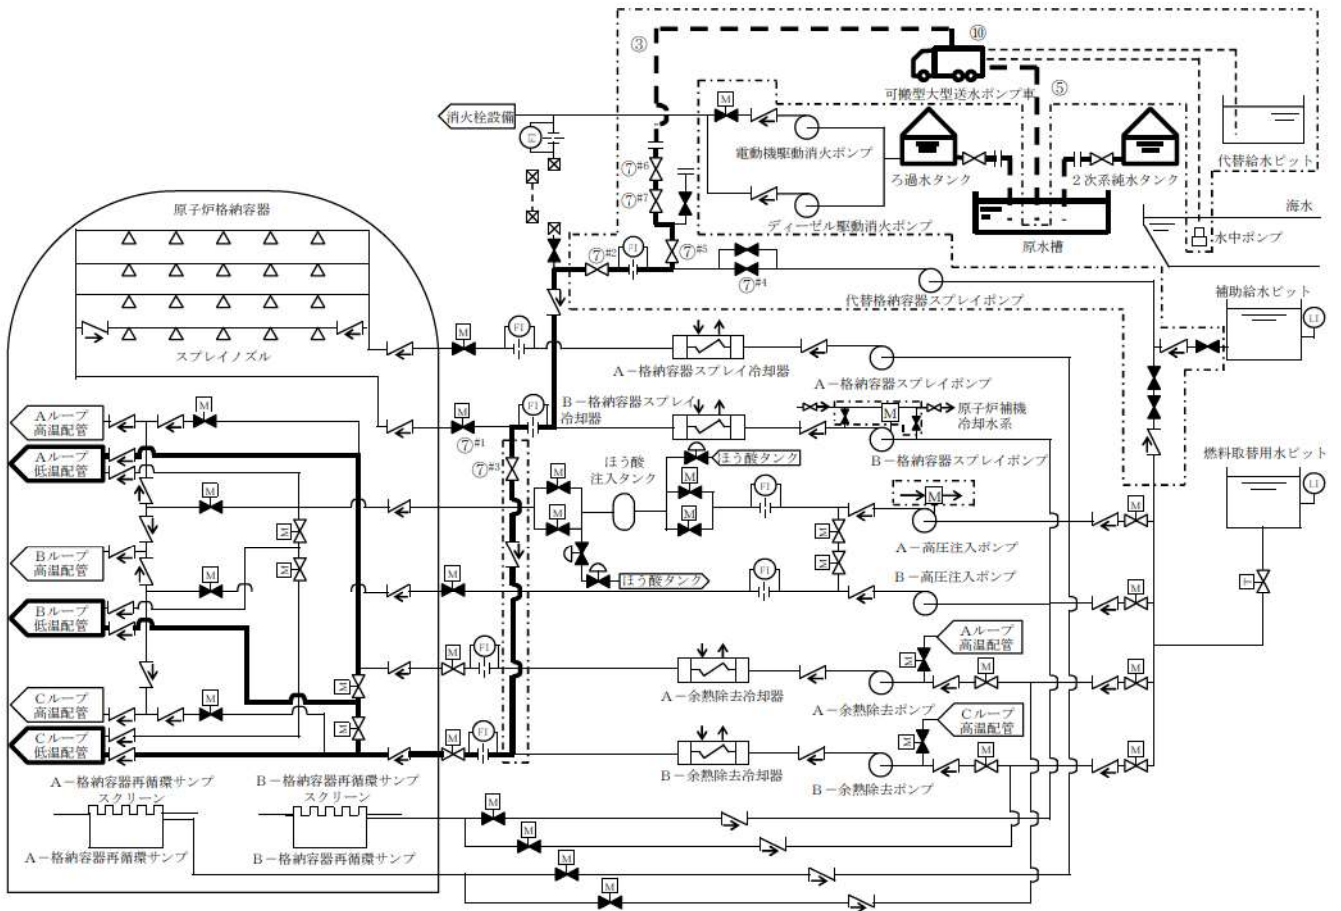 ③
⑩
可搬型大型送水ポンプ車
⑤
消火栓設備
FI
M
電動機駆動消火ポンプ
ろ過水タンク
2次系純水タンク
代替給水ピット
⑦#6
⑦#7
ディーゼル駆動消火ポンプ
原水槽
海水
水中ポンプ
原子炉格納容器
⑦#2
FI
⑦#5
⑦#4
代替格納容器スプレイポンプ
補助給水ピット
LI
スプレイノズル
M
FI
A-格納容器スプレイ冷却器
A-格納容器スプレイポンプ
Aループ
高温配管
M
M
⑦#1
FI
B-格納容器スプレイ
冷却器
M
原子炉補機
冷却水系
B-格納容器スプレイポンプ
Aループ
低温配管
⑦#3
ほう酸
注入タンク
ほう酸タンク
燃料取替用水ピット
LI
M
M
M
M
M
FI
M
M
A-高圧注入ポンプ
M
M
M
M
Bループ
高温配管
M
M
M
ほう酸タンク
FI
B-高圧注入ポンプ
M
T
Bループ
低温配管
M
FI
A-余熱除去冷却器
M
Aループ
高温配管
M
A-余熱除去ポンプ
M
Cループ
高温配管
M
M
M
Cループ
低温配管
M
FI
B-余熱除去冷却器
M
Cループ
高温配管
M
B-余熱除去ポンプ
M
A-格納容器再循環サンプ
スクリーン
B-格納容器再循環サンプ
スクリーン
A-格納容器再循環サンプ
B-格納容器再循環サンプ
M
M
M
M